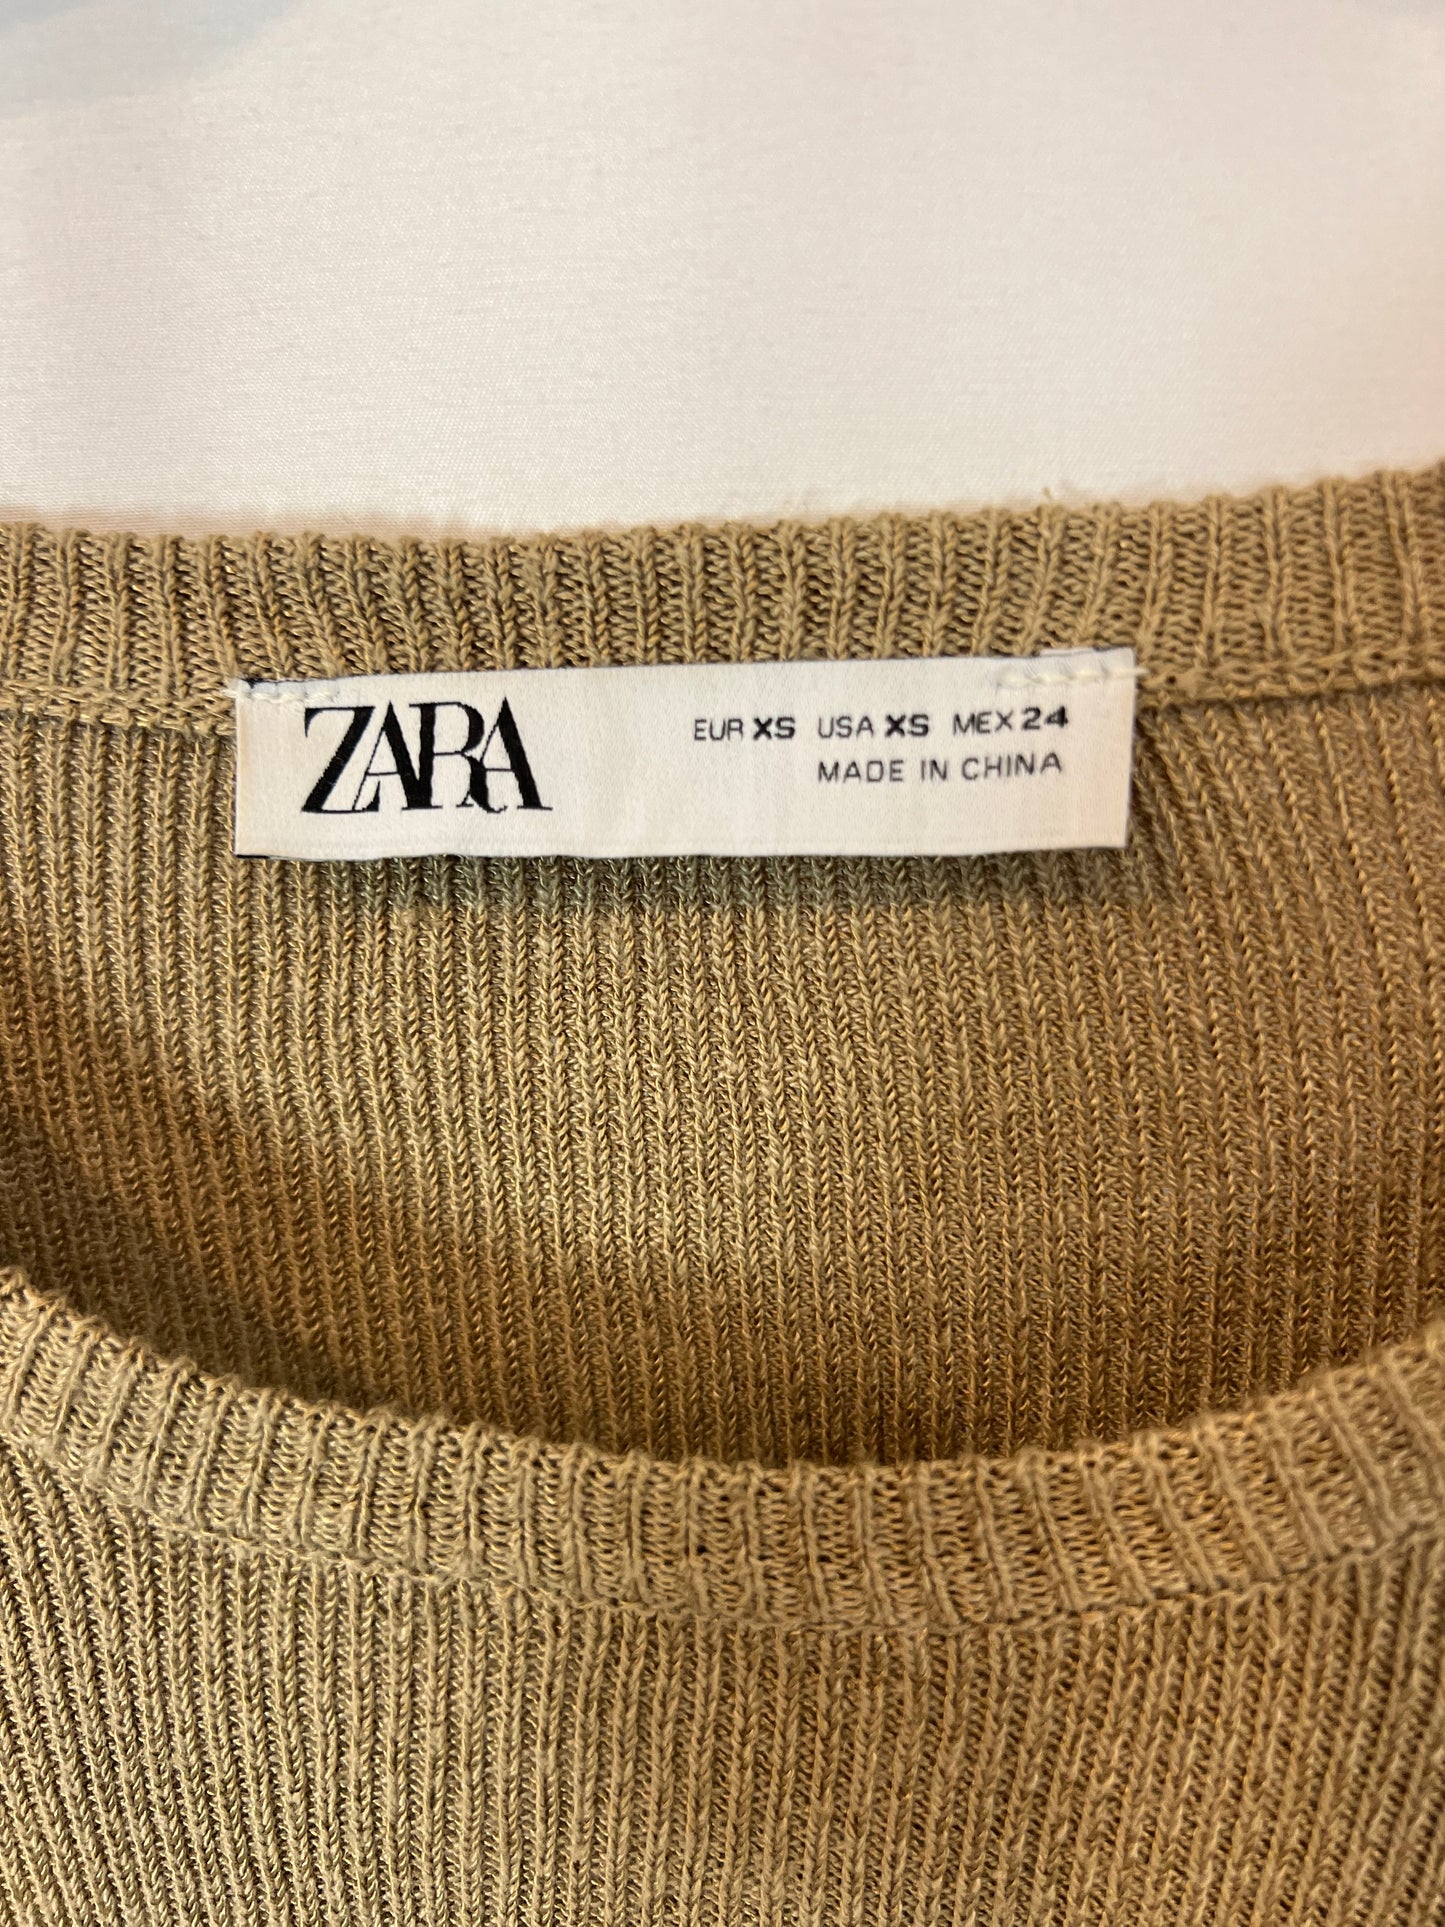 ZARA
EUR XS USA XS MEX 24
MADE IN CHINA